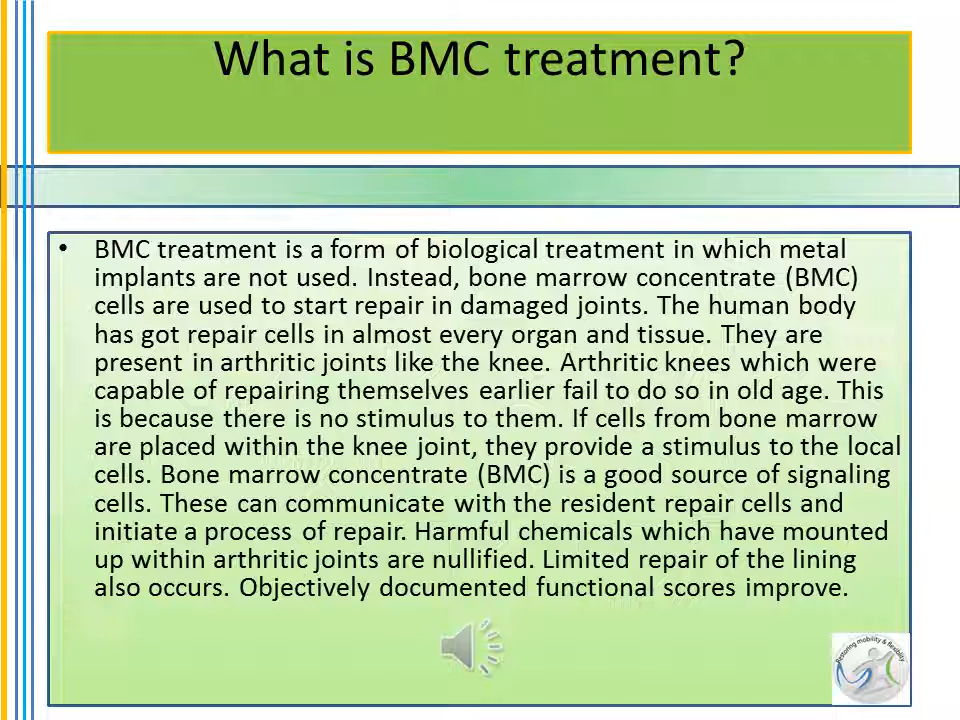 What is BMC treatment?
• BMC treatment is a form of biological treatment in which metal
implants are not used. Instead, bone marrow concentrate (BMC)
cells are used to start repair in damaged joints. The human body
has got repair cells in almost every organ and tissue. They are
present in arthritic joints like the knee. Arthritic knees which were
capable of repairing themselves earlier fail to do so in old age. This
is because there is no stimulus to them. If cells from bone marrow
are placed within the knee joint, they provide a stimulus to the local
cells. Bone marrow concentrate (BMC) is a good source of signaling
cells. These can communicate with the resident repair cells and
initiate a process of repair. Harmful chemicals which have mounted
up within arthritic joints are nullified. Limited repair of the lining
also occurs. Objectively documented functional scores improve.
Restoring mobility & flexibility